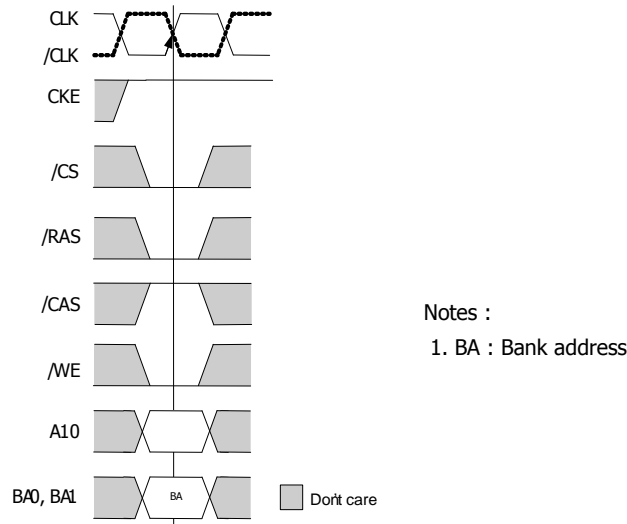 CLK
/CLK
CKE
/CS
/RAS
/CAS
/WE
A10
BA0, BA1
BA
Don't care
Notes :
1. BA : Bank address